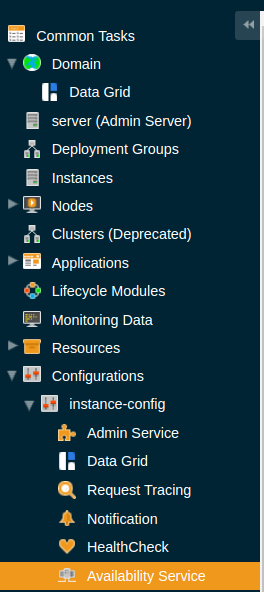 Common Tasks
Domain
Data Grid
server (Admin Server)
Deployment Groups
Instances
Nodes
Clusters (Deprecated)
Applications
Lifecycle Modules
Monitoring Data
Resources
Configurations
instance-config
Admin Service
Data Grid
Request Tracing
Notification
HealthCheck
Availability Service